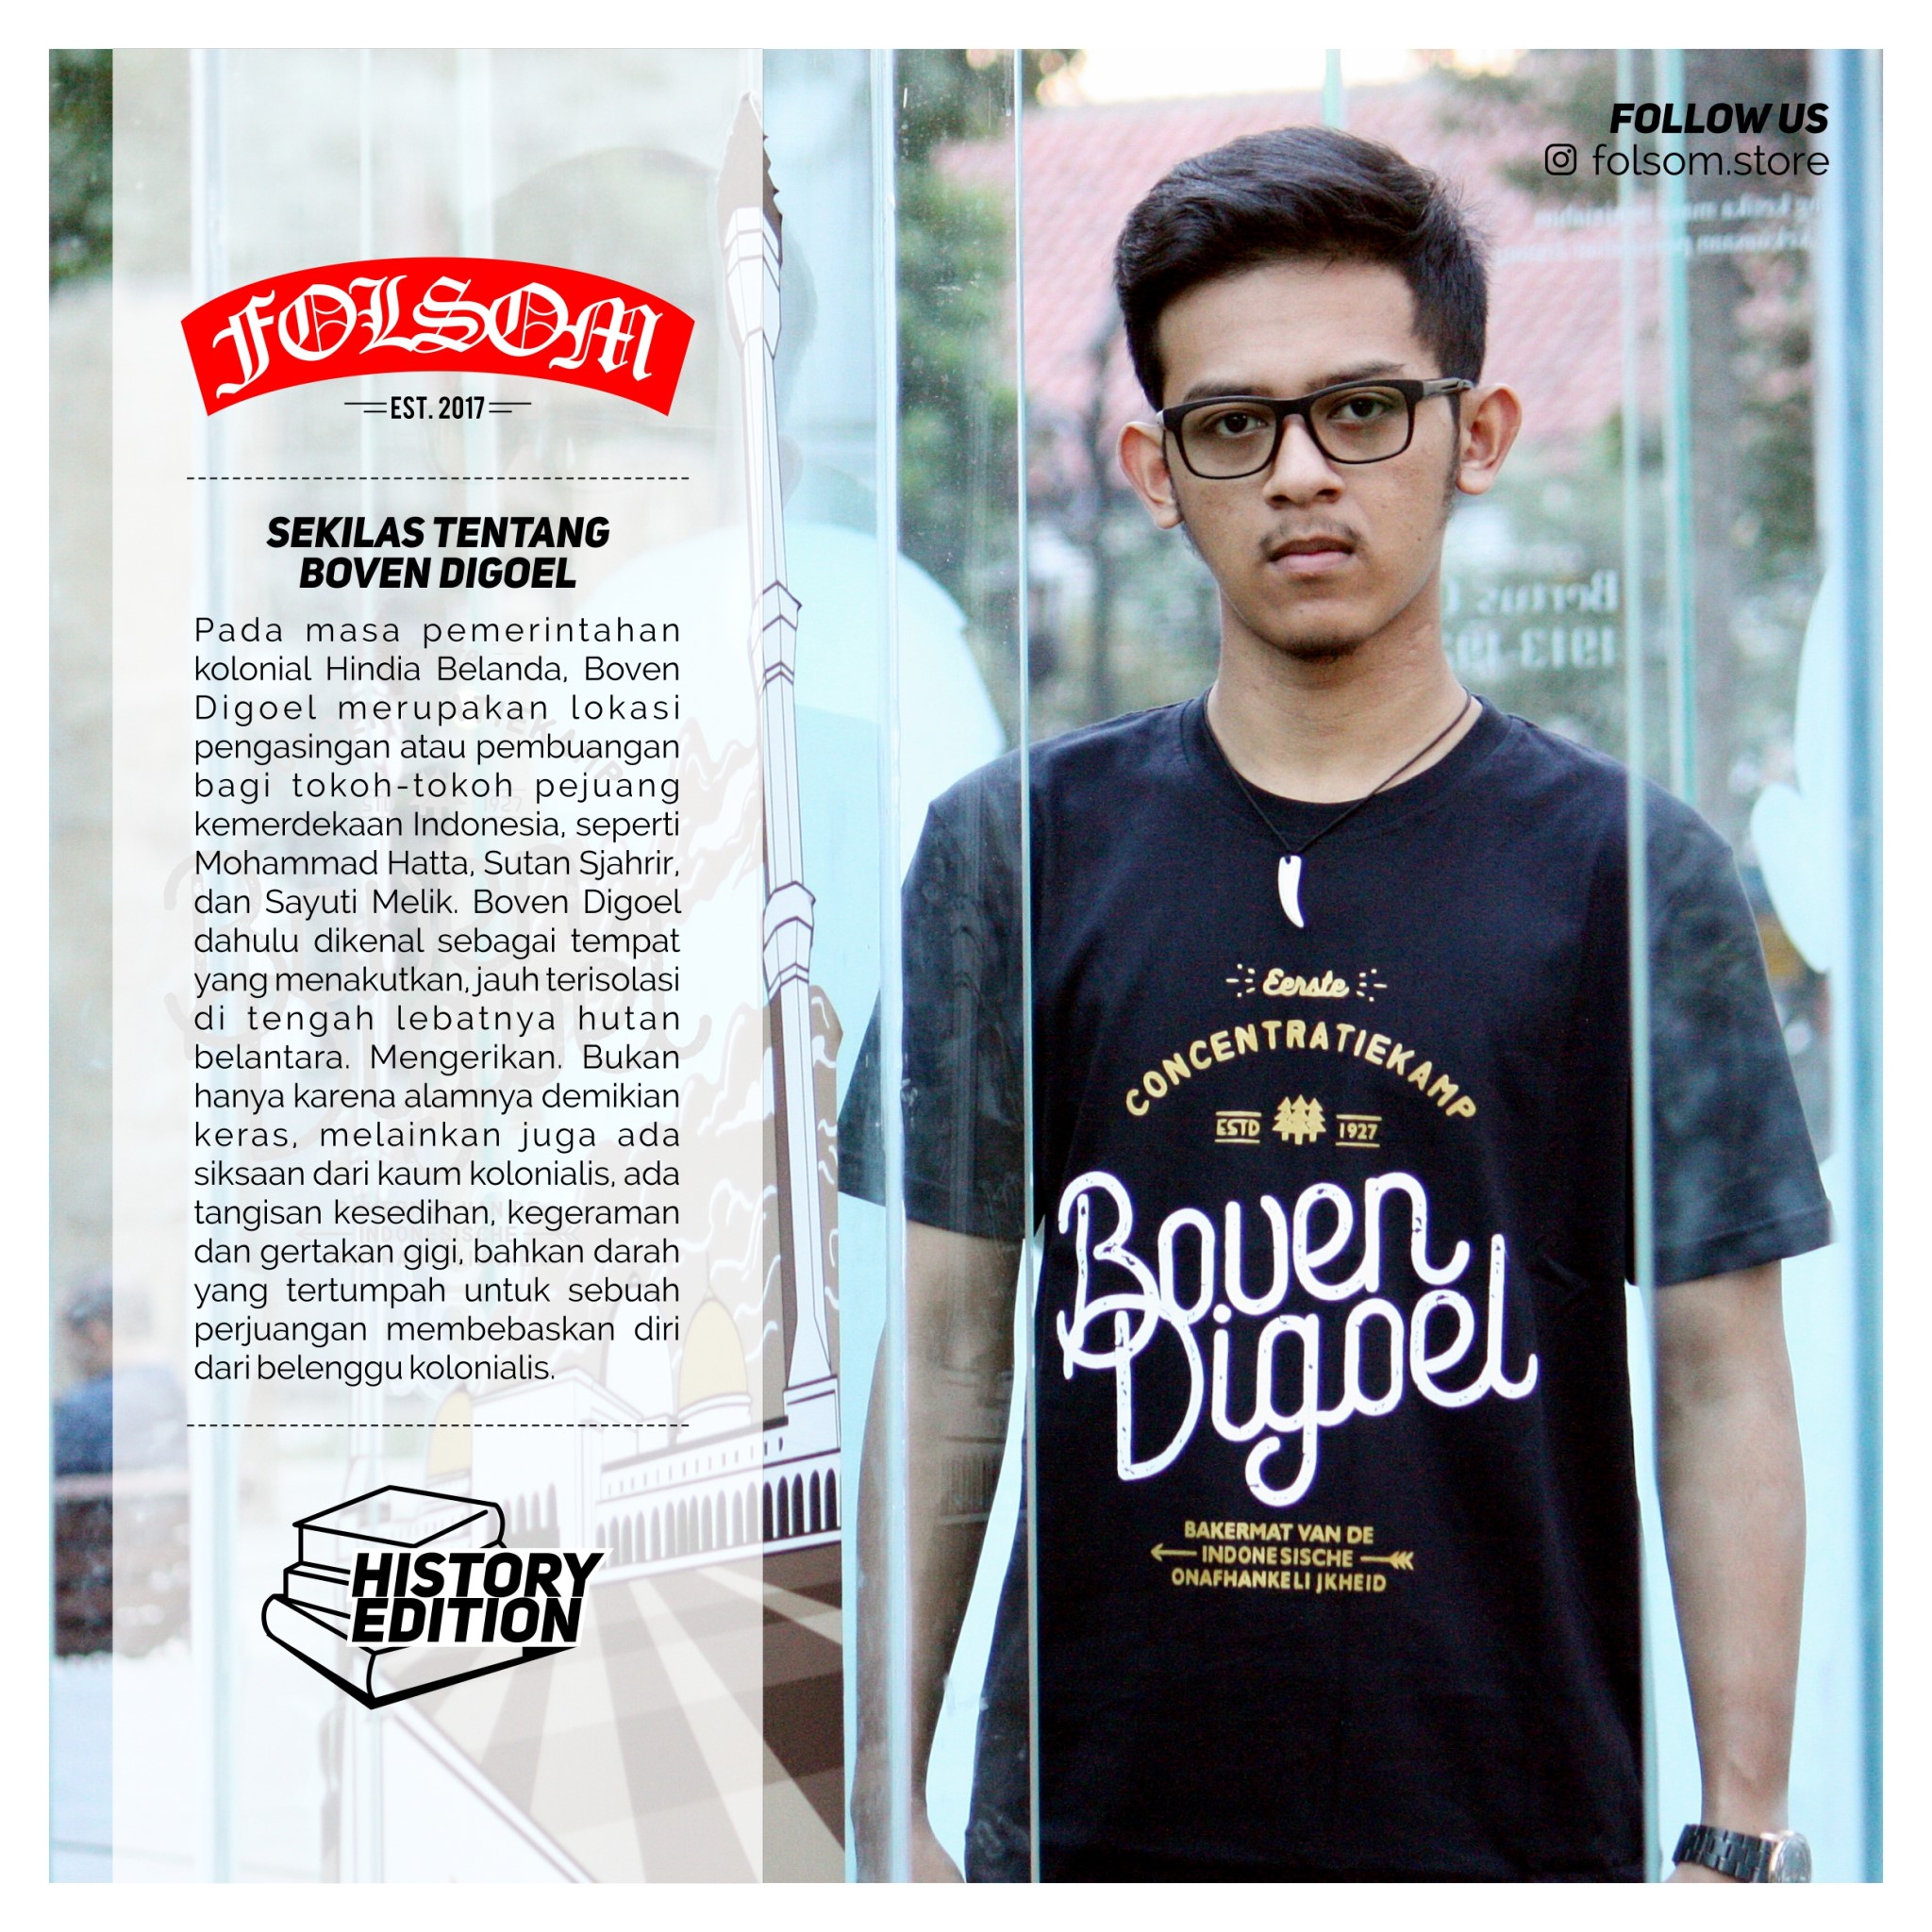 FOLLOW US
folsom.store
FOLSOM
EST. 2017
SEKILAS TENTANG
BOVEN DIGOEL
Pada masa pemerintahan
kolonial Hindia Belanda, Boven
Digoel merupakan lokasi
pengasingan atau pembuangan
bagi tokoh-tokoh pejuang
kemerdekaan Indonesia, seperti
Mohammad Hatta, Sutan Sjahrir,
dan Sayuti Melik. Boven Digoel
dahulu dikenal sebagai tempat
yang menakutkan, jauh terisolasi
di tengah lebatnya hutan
belantara. Mengerikan. Bukan
hanya karena alamnya demikian
keras, melainkan juga ada
siksaan dari kaum kolonialis, ada
tangisan kesedihan, kegeraman
dan gertakan gigi, bahkan darah
yang tertumpah untuk sebuah
perjuangan membebaskan diri
dari belenggu kolonialis.
HISTORY
EDITION
Eerste
CONCENTRATIEKAMP
ESTD 1927
Boven
Digoel
BAKERMAT VAN DE
INDONESISCHE
ONAFHANKELIJKHEID